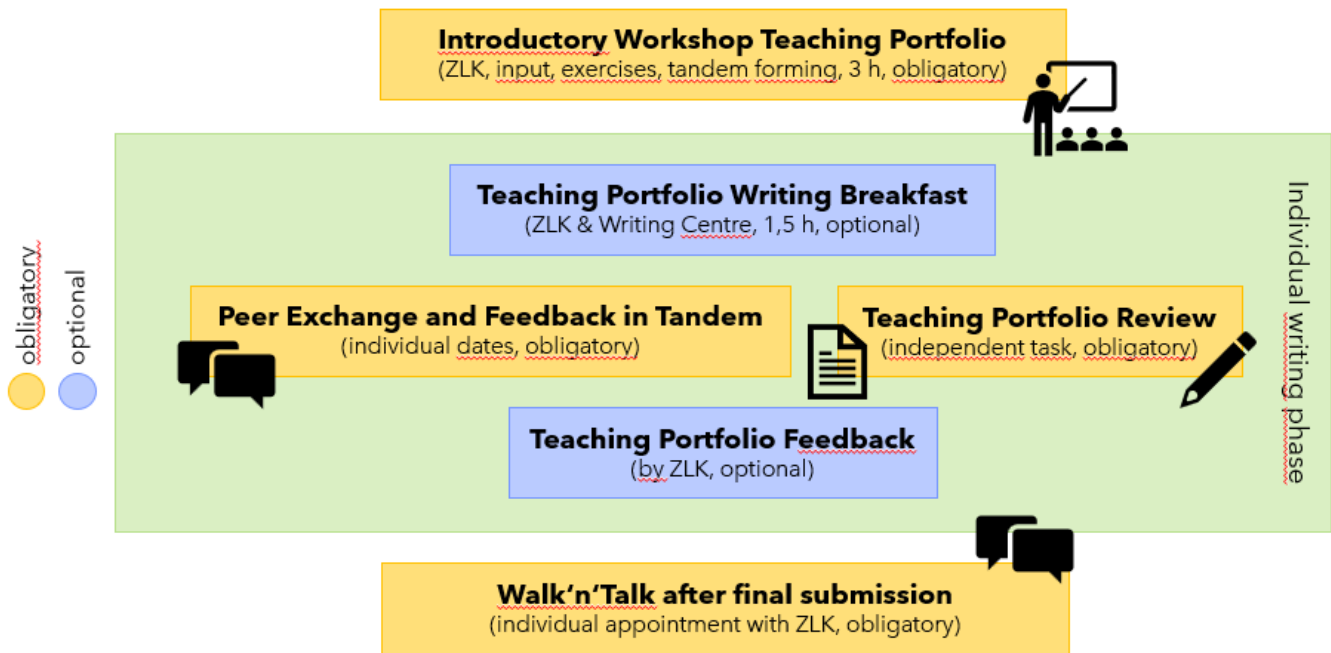 Introductory Workshop Teaching Portfolio
(ZLK, input, exercises, tandem forming, 3 h, obligatory)
Teaching Portfolio Writing Breakfast
(ZLK & Writing Centre, 1,5 h, optional)
Peer Exchange and Feedback in Tandem
(individual dates, obligatory)
Teaching Portfolio Review
(independent task, obligatory)
Teaching Portfolio Feedback
(by ZLK, optional)
Individual writing phase
Walk‘n‘Talk after final submission
(individual appointment with ZLK, obligatory)
obligatory
optional